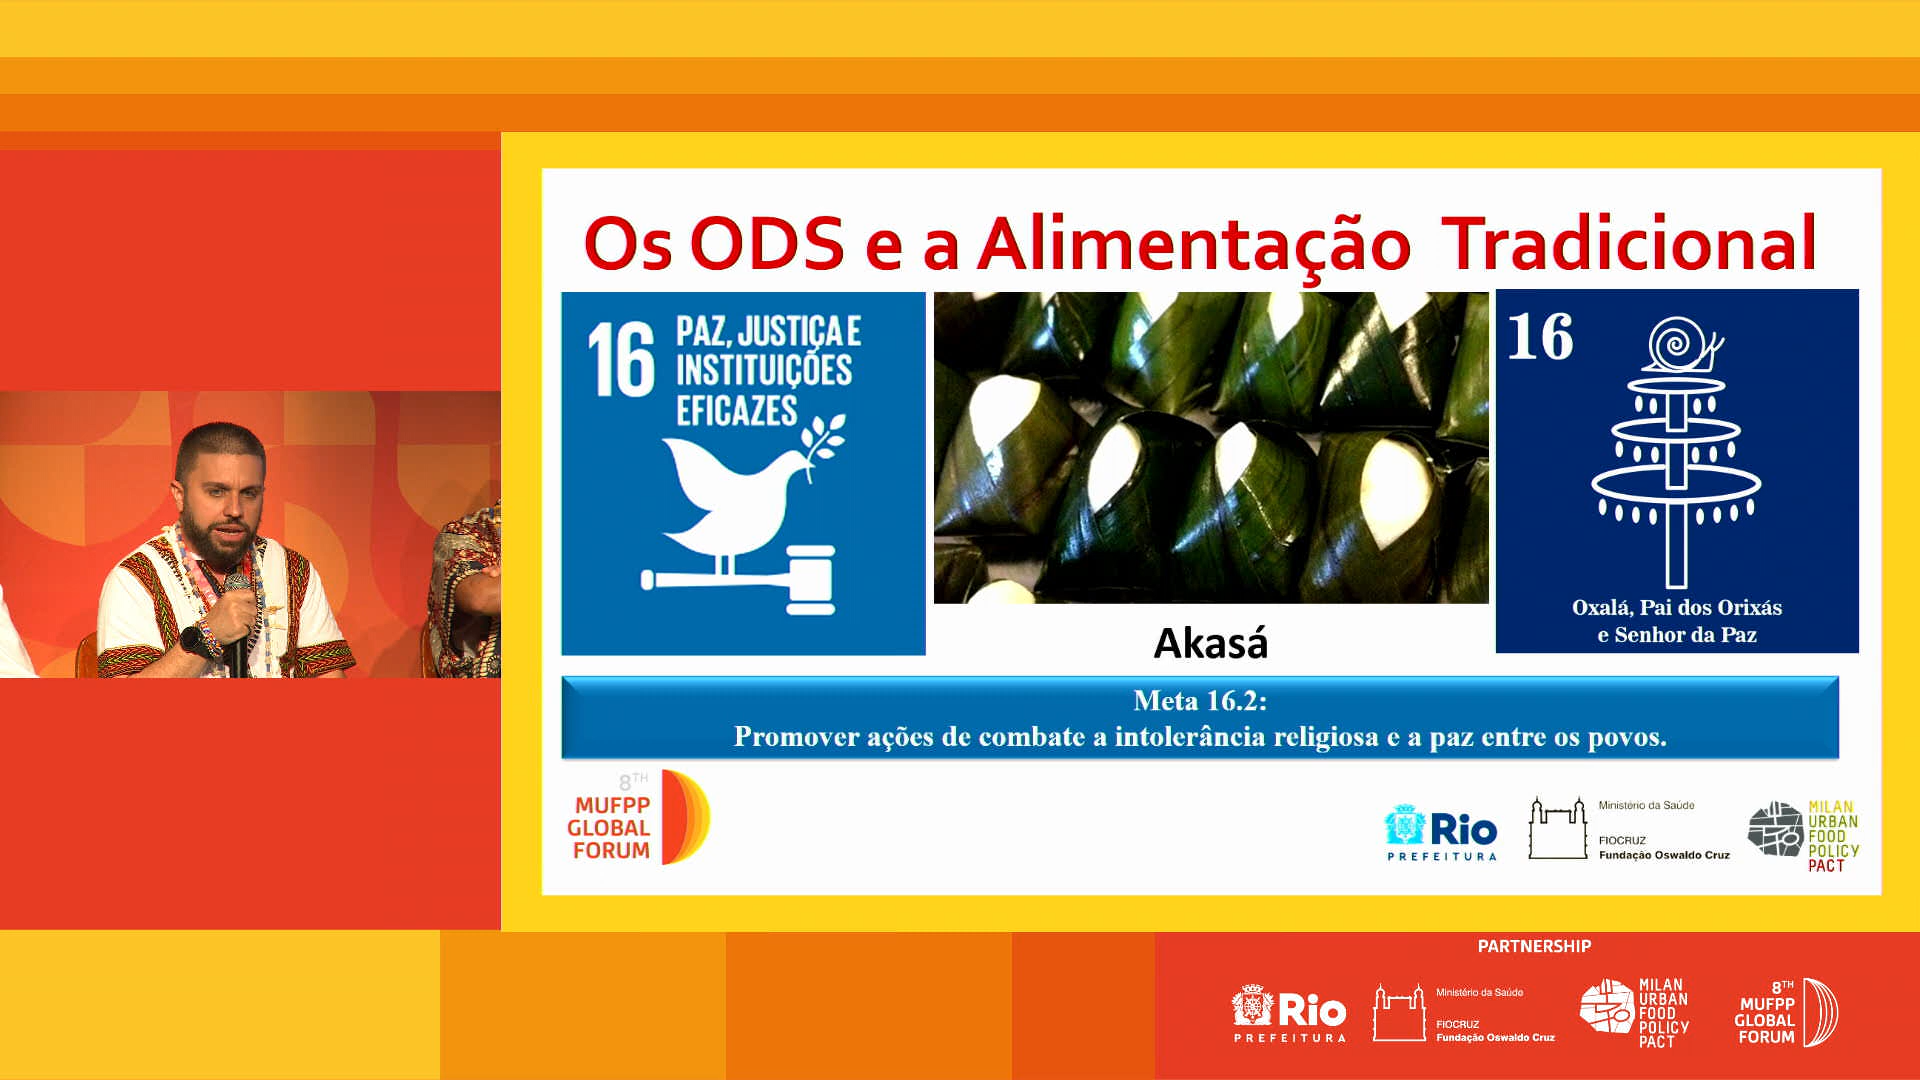 Os ODS e a Alimentação Tradicional
16
PAZ, JUSTIÇA E
INSTITUIÇÕES
EFICAZES
Akasá
16
Oxalá, Pai dos Orixás
e Senhor da Paz
Meta 16.2:
Promover ações de combate a intolerância religiosa e a paz entre os povos.
8TH
MUFPP
GLOBAL
FORUM
Rio
PREFEITURA
Ministério da Saúde
FIOCRUZ
Fundação Oswaldo Cruz
MILAN
URBAN
FOOD
POLICY
PACT
PARTNERSHIP
Rio
PREFEITURA
Ministério da Saúde
FIOCRUZ
Fundação Oswaldo Cruz
MILAN
URBAN
FOOD
POLICY
PACT
8TH
MUFPP
GLOBAL
FORUM